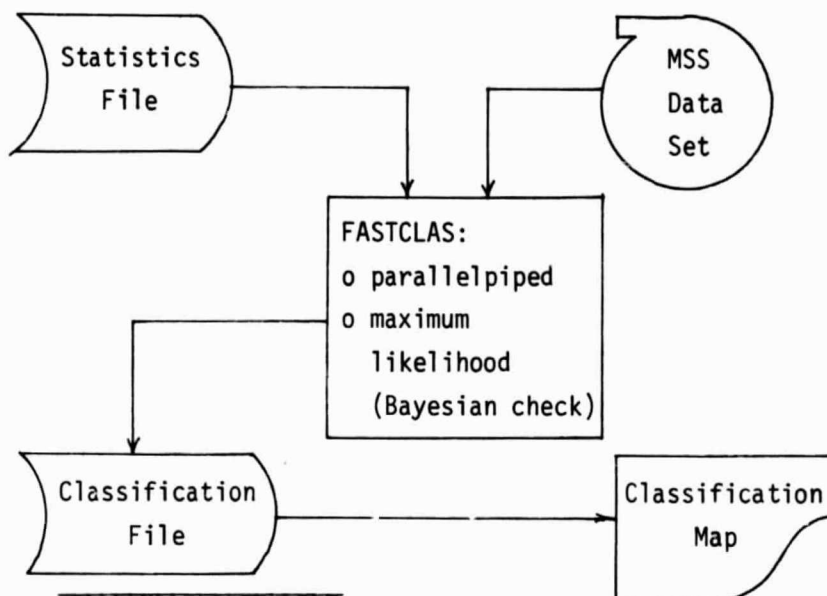 Statistics
File
MSS
Data
Set
FASTCLAS:
o parallelpiped
o maximum
likelihood
(Bayesian check)
Classification
File
Classification
Map